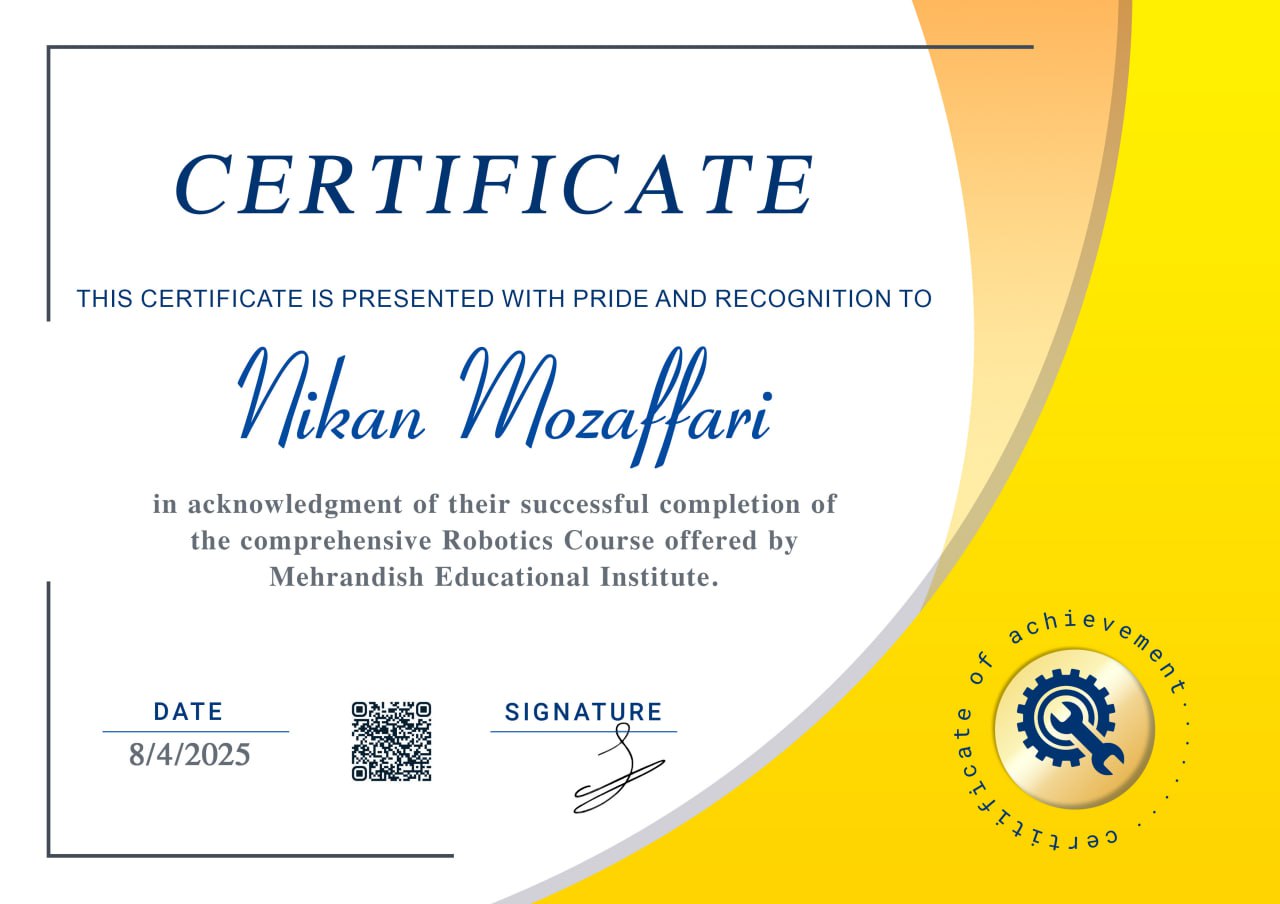 CERTIFICATE
THIS CERTIFICATE IS PRESENTED WITH PRIDE AND RECOGNITION TO
Nikan Mozaffari
in acknowledgment of their successful completion of
the comprehensive Robotics Course offered by
Mehrandish Educational Institute.
DATE
8/4/2025
SIGNATURE
certificate of achievement........